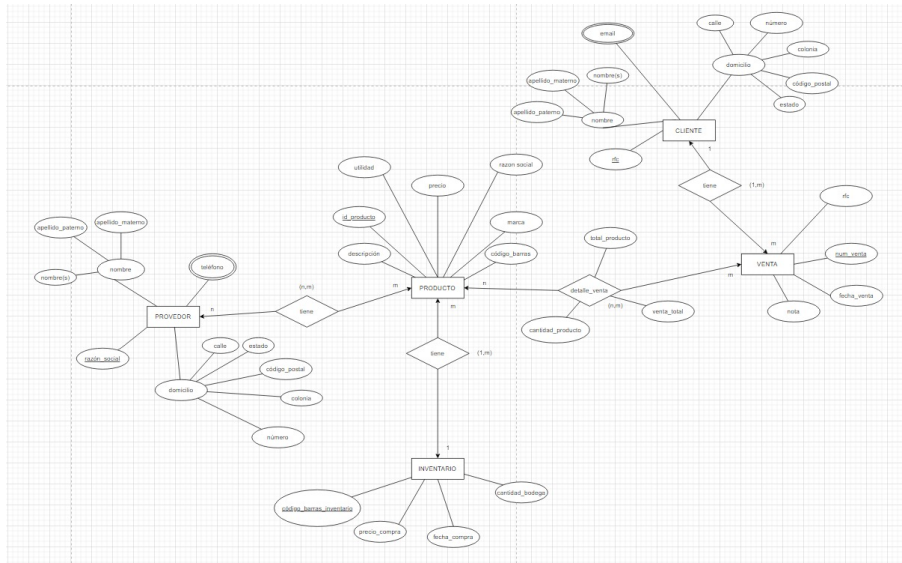 calle
número
email
colonia
domicilio
nombre(s)
apellido_materno
código_postal
estado
apellido_paterno
nombre
CLIENTE
1
rfc
utilidad
razon social
precio
tiene
(1,m)
rfc
id_producto
marca
apellido_materno
apellido_paterno
total_producto
m
descripción
código_barras
num_venta
nombre
teléfono
VENTA
nombre(s)
m
n
m
PRODUCTO
detalle_venta
fecha_venta
(n,m)
m
(n,m)
n
tiene
PROVEDOR
venta_total
nota
cantidad_producto
calle
estado
tiene
(1,m)
razón_social
código_postal
domicilio
colonia
número
1
INVENTARIO
cantidad_bodega
código_barras_inventario
precio_compra
fecha_compra